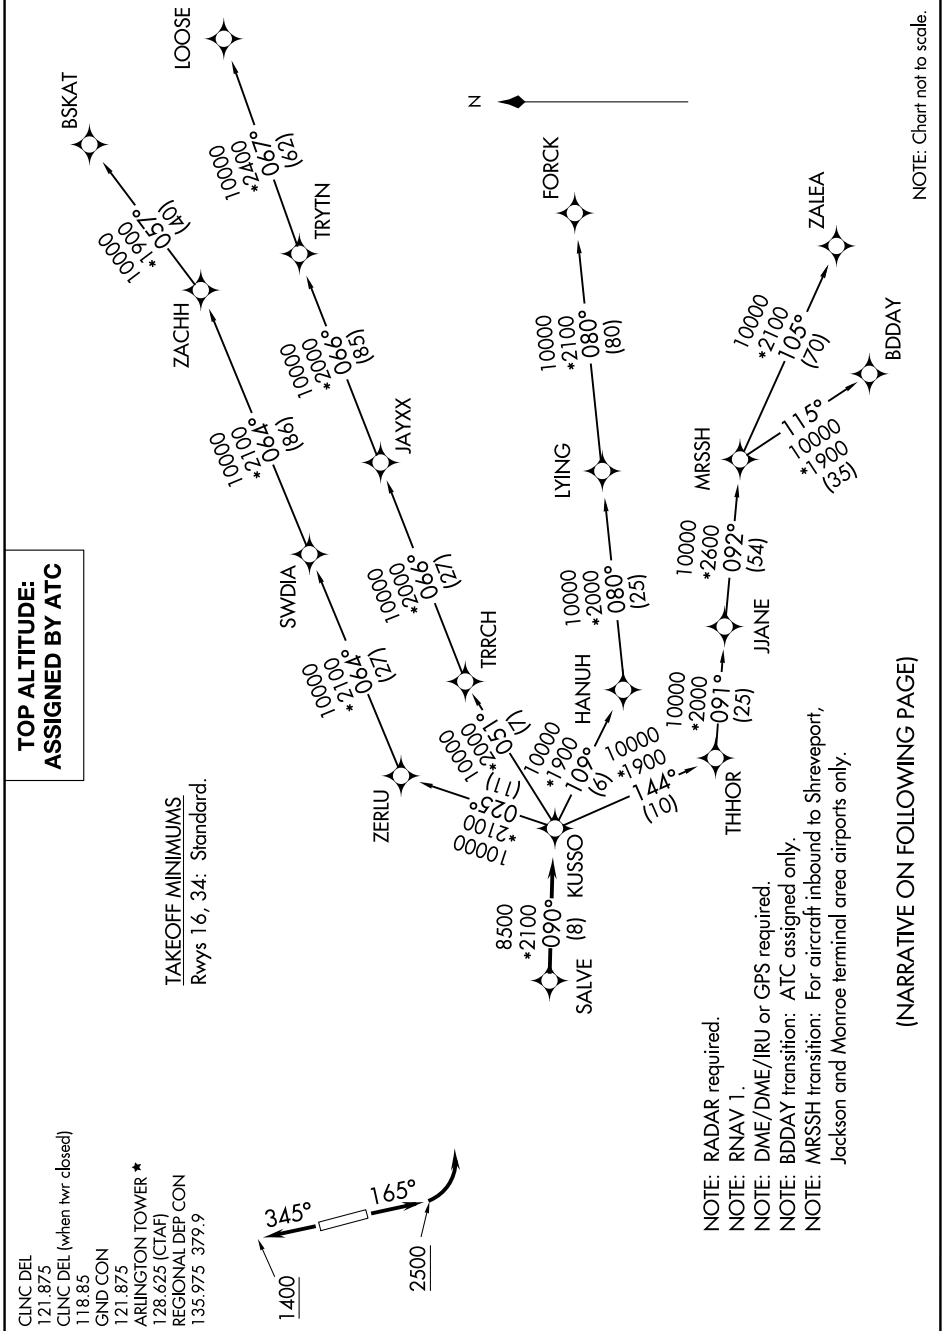 TOP ALTITUDE:
ASSIGNED BY ATC
CLNC DEL
121.875
CLNC DEL (when twr closed)
118.85
GND CON
121.875
ARLINGTON TOWER ★
128.625 (CTAF)
REGIONAL DEP CON
135.975 379.9
TAKEOFF MINIMUMS
Rwys 16, 34: Standard.
345°
165°
1400
2500
SALVE
8500
*2100
090°
(8)
KUSSO
10000
*2100
025°
(11)
ZERLU
10000
*2100
064°
(27)
SWDIA
10000
*2100
064°
(86)
ZACHH
10000
*1900
057°
(40)
BSKAT
10000
*2000
051°
(7)
TRRCH
10000
*2000
066°
(27)
JAYXX
10000
*2000
066°
(85)
TRYTN
10000
*2400
067°
(62)
LOOSE
N
10000
*1900
109°
(6)
HANUH
10000
*2000
080°
(25)
LYING
10000
*2100
080°
(80)
FORCK
10000
*1900
144°
(10)
THHOR
10000
*2000
091°
(25)
JJANE
10000
*2600
092°
(54)
MRSSH
10000
*2100
105°
(70)
ZALEA
115°
10000
*1900
(35)
BDDAY
NOTE: RADAR required.
NOTE: RNAV 1.
NOTE: DME/DME/IRU or GPS required.
NOTE: BDDAY transition: ATC assigned only.
NOTE: MRSSH transition: For aircraft inbound to Shreveport,
Jackson and Monroe terminal area airports only.
(NARRATIVE ON FOLLOWING PAGE)
NOTE: Chart not to scale.